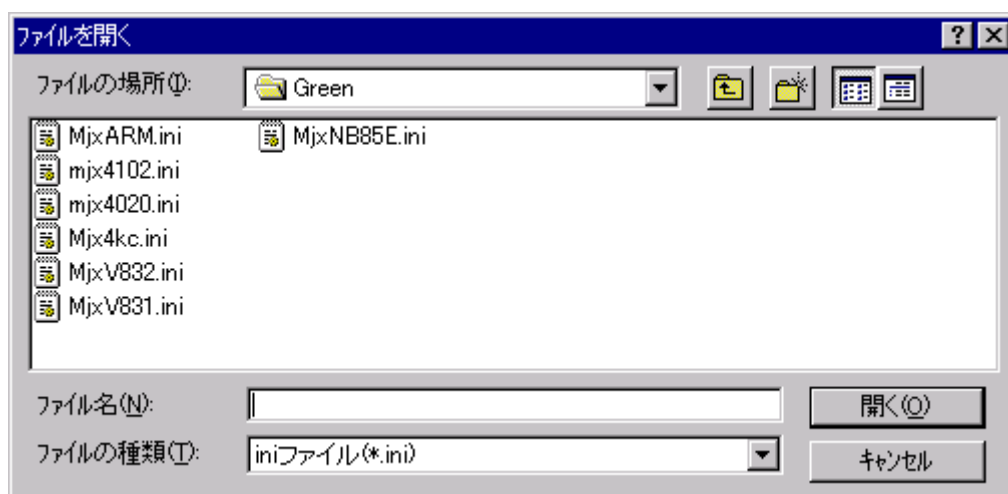 ファイルを開く
ファイルの場所(I): Green
MjxARM.ini MjxNB85E.ini
mjx4102.ini
mjx4020.ini
Mjx4kc.ini
MjxV832.ini
MjxV831.ini
ファイル名(N): 開く(O)
ファイルの種類(T): iniファイル(*.ini) キャンセル